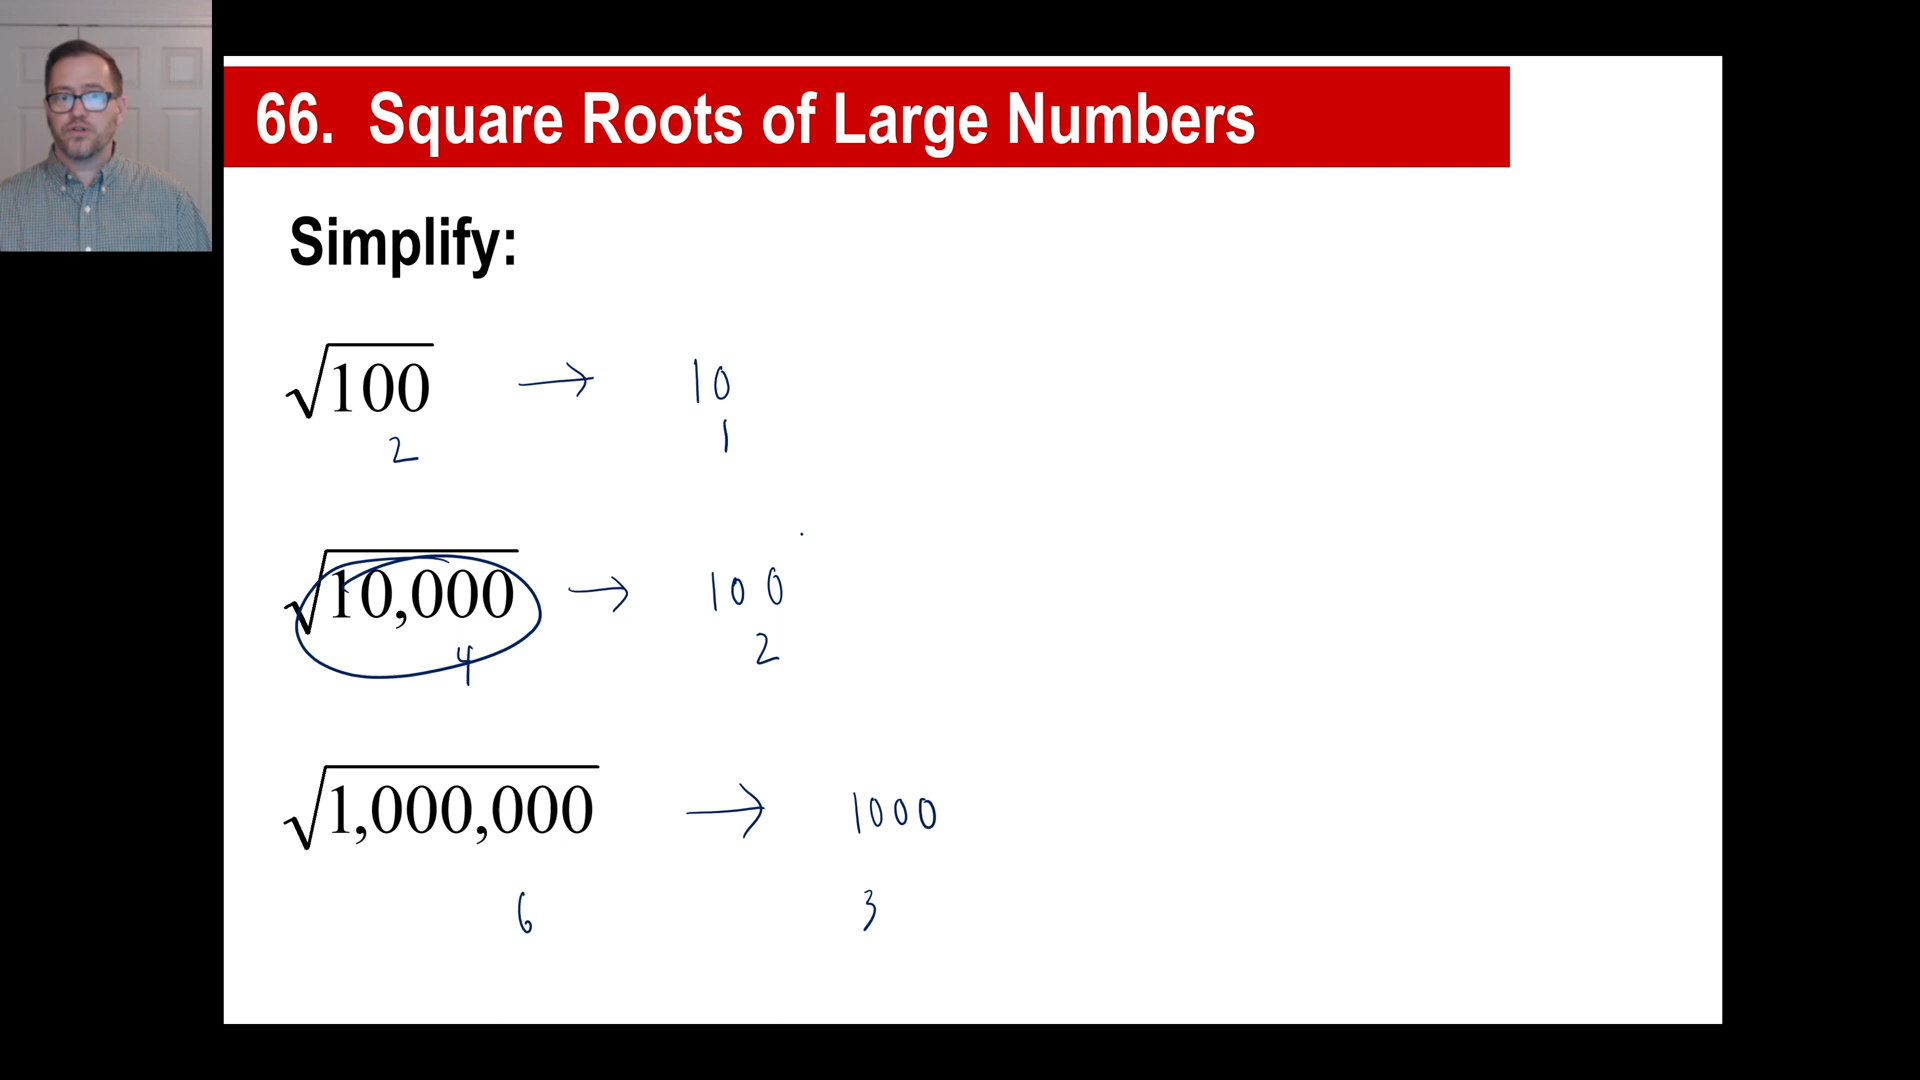 66. Square Roots of Large Numbers
Simplify:
√100 → 10
2 1
√10,000 → 100
4 2
√1,000,000 → 1000
6 3